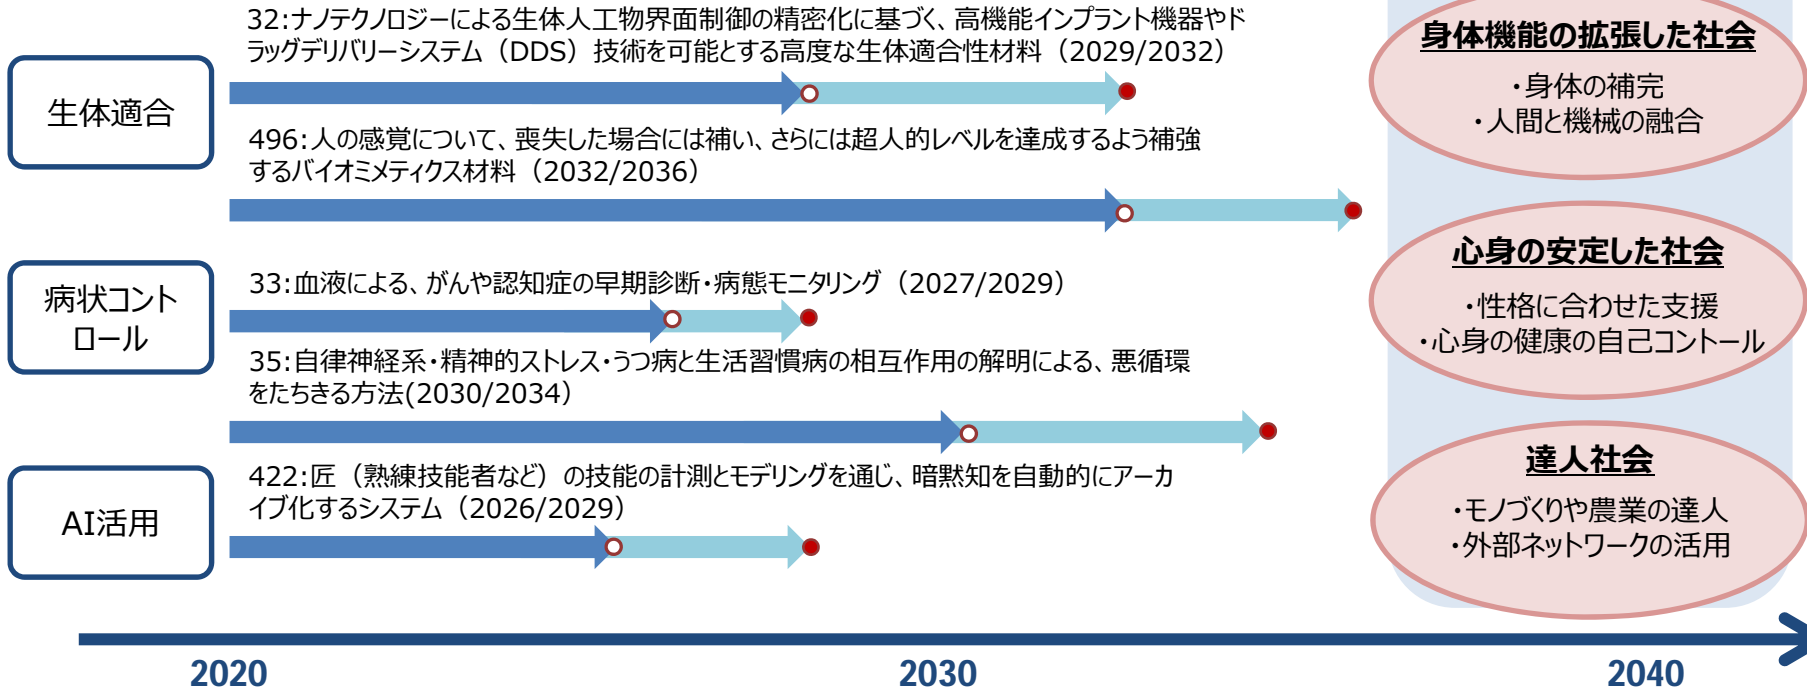 32:ナノテクノロジーによる生体人工物界面制御の精密化に基づく、高機能インプラント機器やド
ラッグデリバリーシステム（DDS）技術を可能とする高度な生体適合性材料（2029/2032）
生体適合
496:人の感覚について、喪失した場合には補い、さらには超人的レベルを達成するよう補強
するバイオミメティクス材料（2032/2036）
病状コント
ロール
33:血液による、がんや認知症の早期診断・病態モニタリング（2027/2029）
35:自律神経系・精神的ストレス・うつ病と生活習慣病の相互作用の解明による、悪循環
をたちきる方法(2030/2034）
AI活用
422:匠（熟練技能者など）の技能の計測とモデリングを通じ、暗黙知を自動的にアーカ
イブ化するシステム（2026/2029）
身体機能の拡張した社会
・身体の補完
・人間と機械の融合
心身の安定した社会
・性格に合わせた支援
・心身の健康の自己コントール
達人社会
・モノづくりや農業の達人
・外部ネットワークの活用
2020
2030
2040